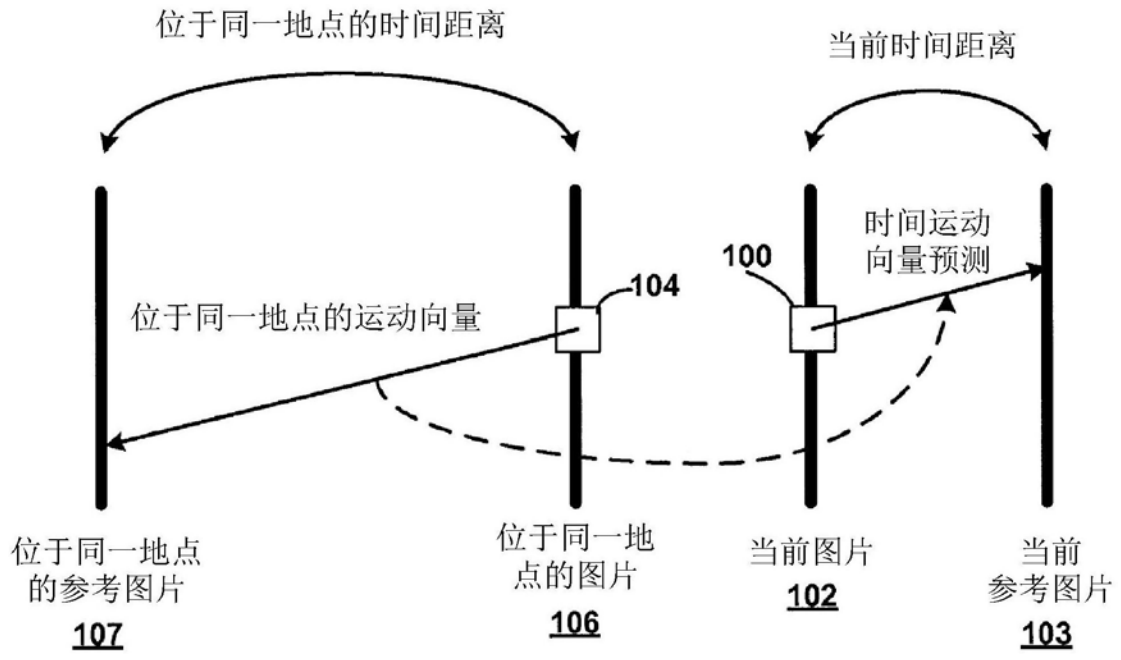 位于同一地点的时间距离
当前时间距离
时间运动
向量预测
100
104
位于同一地点的运动向量
位于同一地点
的参考图片
107
位于同一地
点的图片
106
当前图片
102
当前
参考图片
103